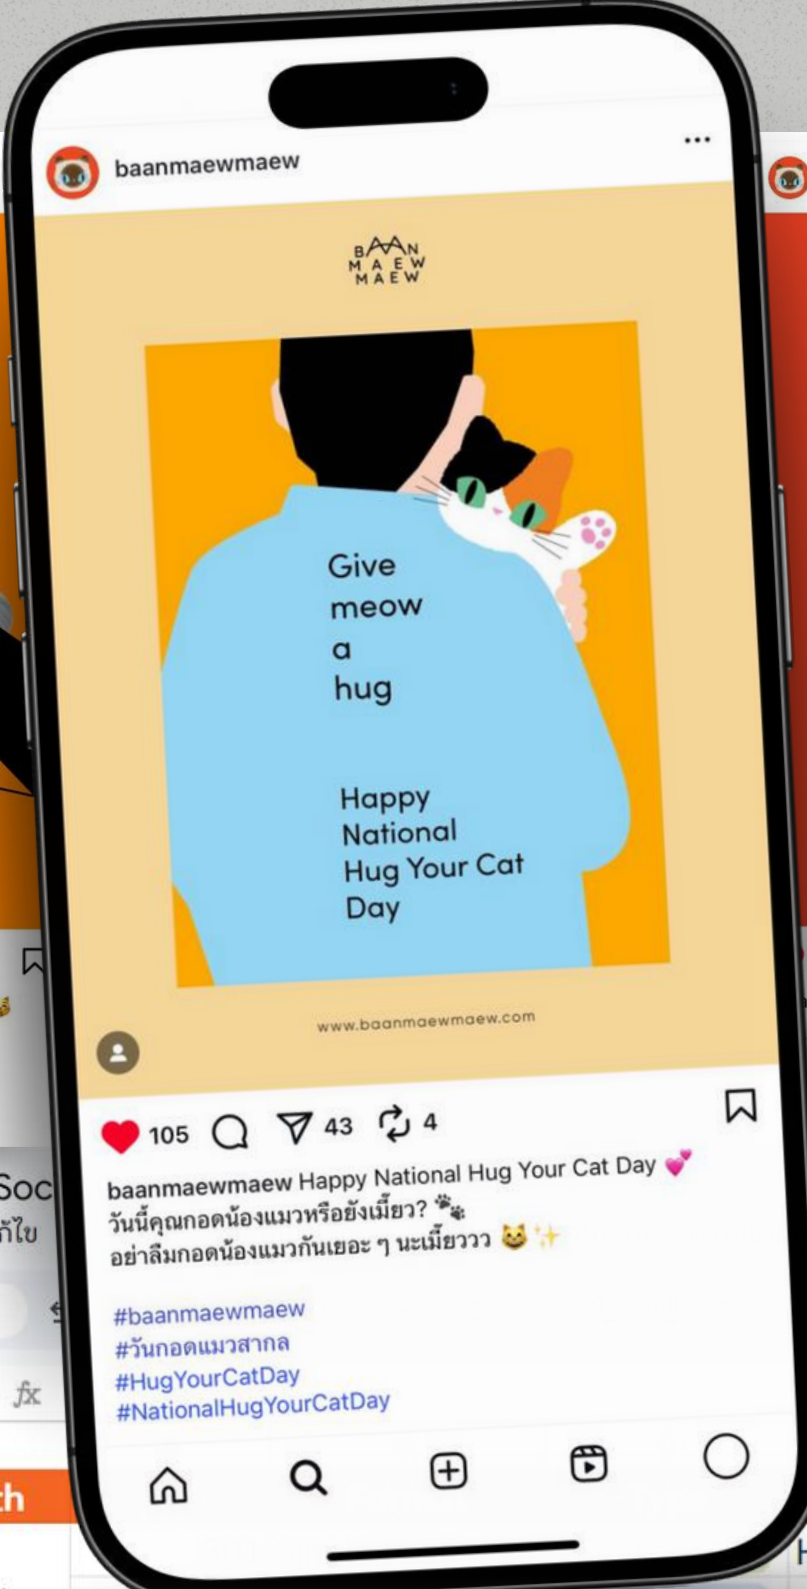 baanmaewmaew
BAAN
MAEW
MAEW
Give
meow
a
hug
Happy
National
Hug Your Cat
Day
www.baanmaewmaew.com
105 43 4
baanmaewmaew Happy National Hug Your Cat Day 💕
วันนี้คุณกอดน้องแมวหรือยังเมี๊ยว? 🐾
อย่าลืมกอดน้องแมวกันเยอะ ๆ นะเมี๊ยววว 😺✨
#baanmaewmaew
#วันกอดแมวสากล
#HugYourCatDay
#NationalHugYourCatDay
Soc
fx